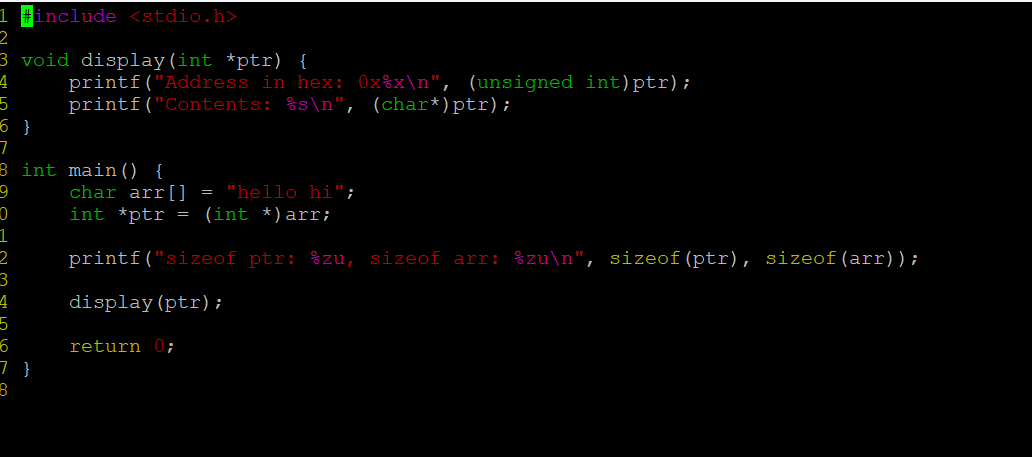 1 #include <stdio.h>
2
3 void display(int *ptr) {
4     printf("Address in hex: 0x%x\n", (unsigned int)ptr);
5     printf("Contents: %s\n", (char*)ptr);
6 }
7
8 int main() {
9     char arr[] = "hello hi";
0     int *ptr = (int *)arr;
1
2     printf("sizeof ptr: %zu, sizeof arr: %zu\n", sizeof(ptr), sizeof(arr));
3
4     display(ptr);
5
6     return 0;
7 }
8